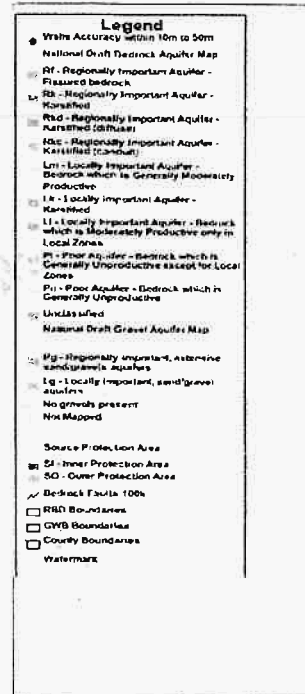 Legend
Wells Accuracy within 10m to 50m
National Draft Bedrock Aquifer Map
Rf - Regionally Important Aquifer -
Fissured bedrock
Rk - Regionally Important Aquifer -
Karstified
Rkd - Regionally Important Aquifer -
Karstified (diffuse)
Rkc - Regionally Important Aquifer -
Karstified (conduit)
Lm - Locally Important Aquifer -
Bedrock which is Generally Moderately
Productive
Lk - Locally Important Aquifer -
Karstified
Ll - Locally Important Aquifer - Bedrock
which is Moderately Productive only in
Local Zones
Pl - Poor Aquifer - Bedrock which is
Generally Unproductive except for Local
Zones
Pu - Poor Aquifer - Bedrock which is
Generally Unproductive
Unclassified
National Draft Gravel Aquifer Map
Rg - Regionally important, extensive
sand/gravels aquifers
Lg - Locally important, sand/gravel
aquifers
No gravels present
Not Mapped
Source Protection Area
SI - Inner Protection Area
SO - Outer Protection Area
Bedrock Faults 100k
RBD Boundaries
GWB Boundaries
County Boundaries
Watermark